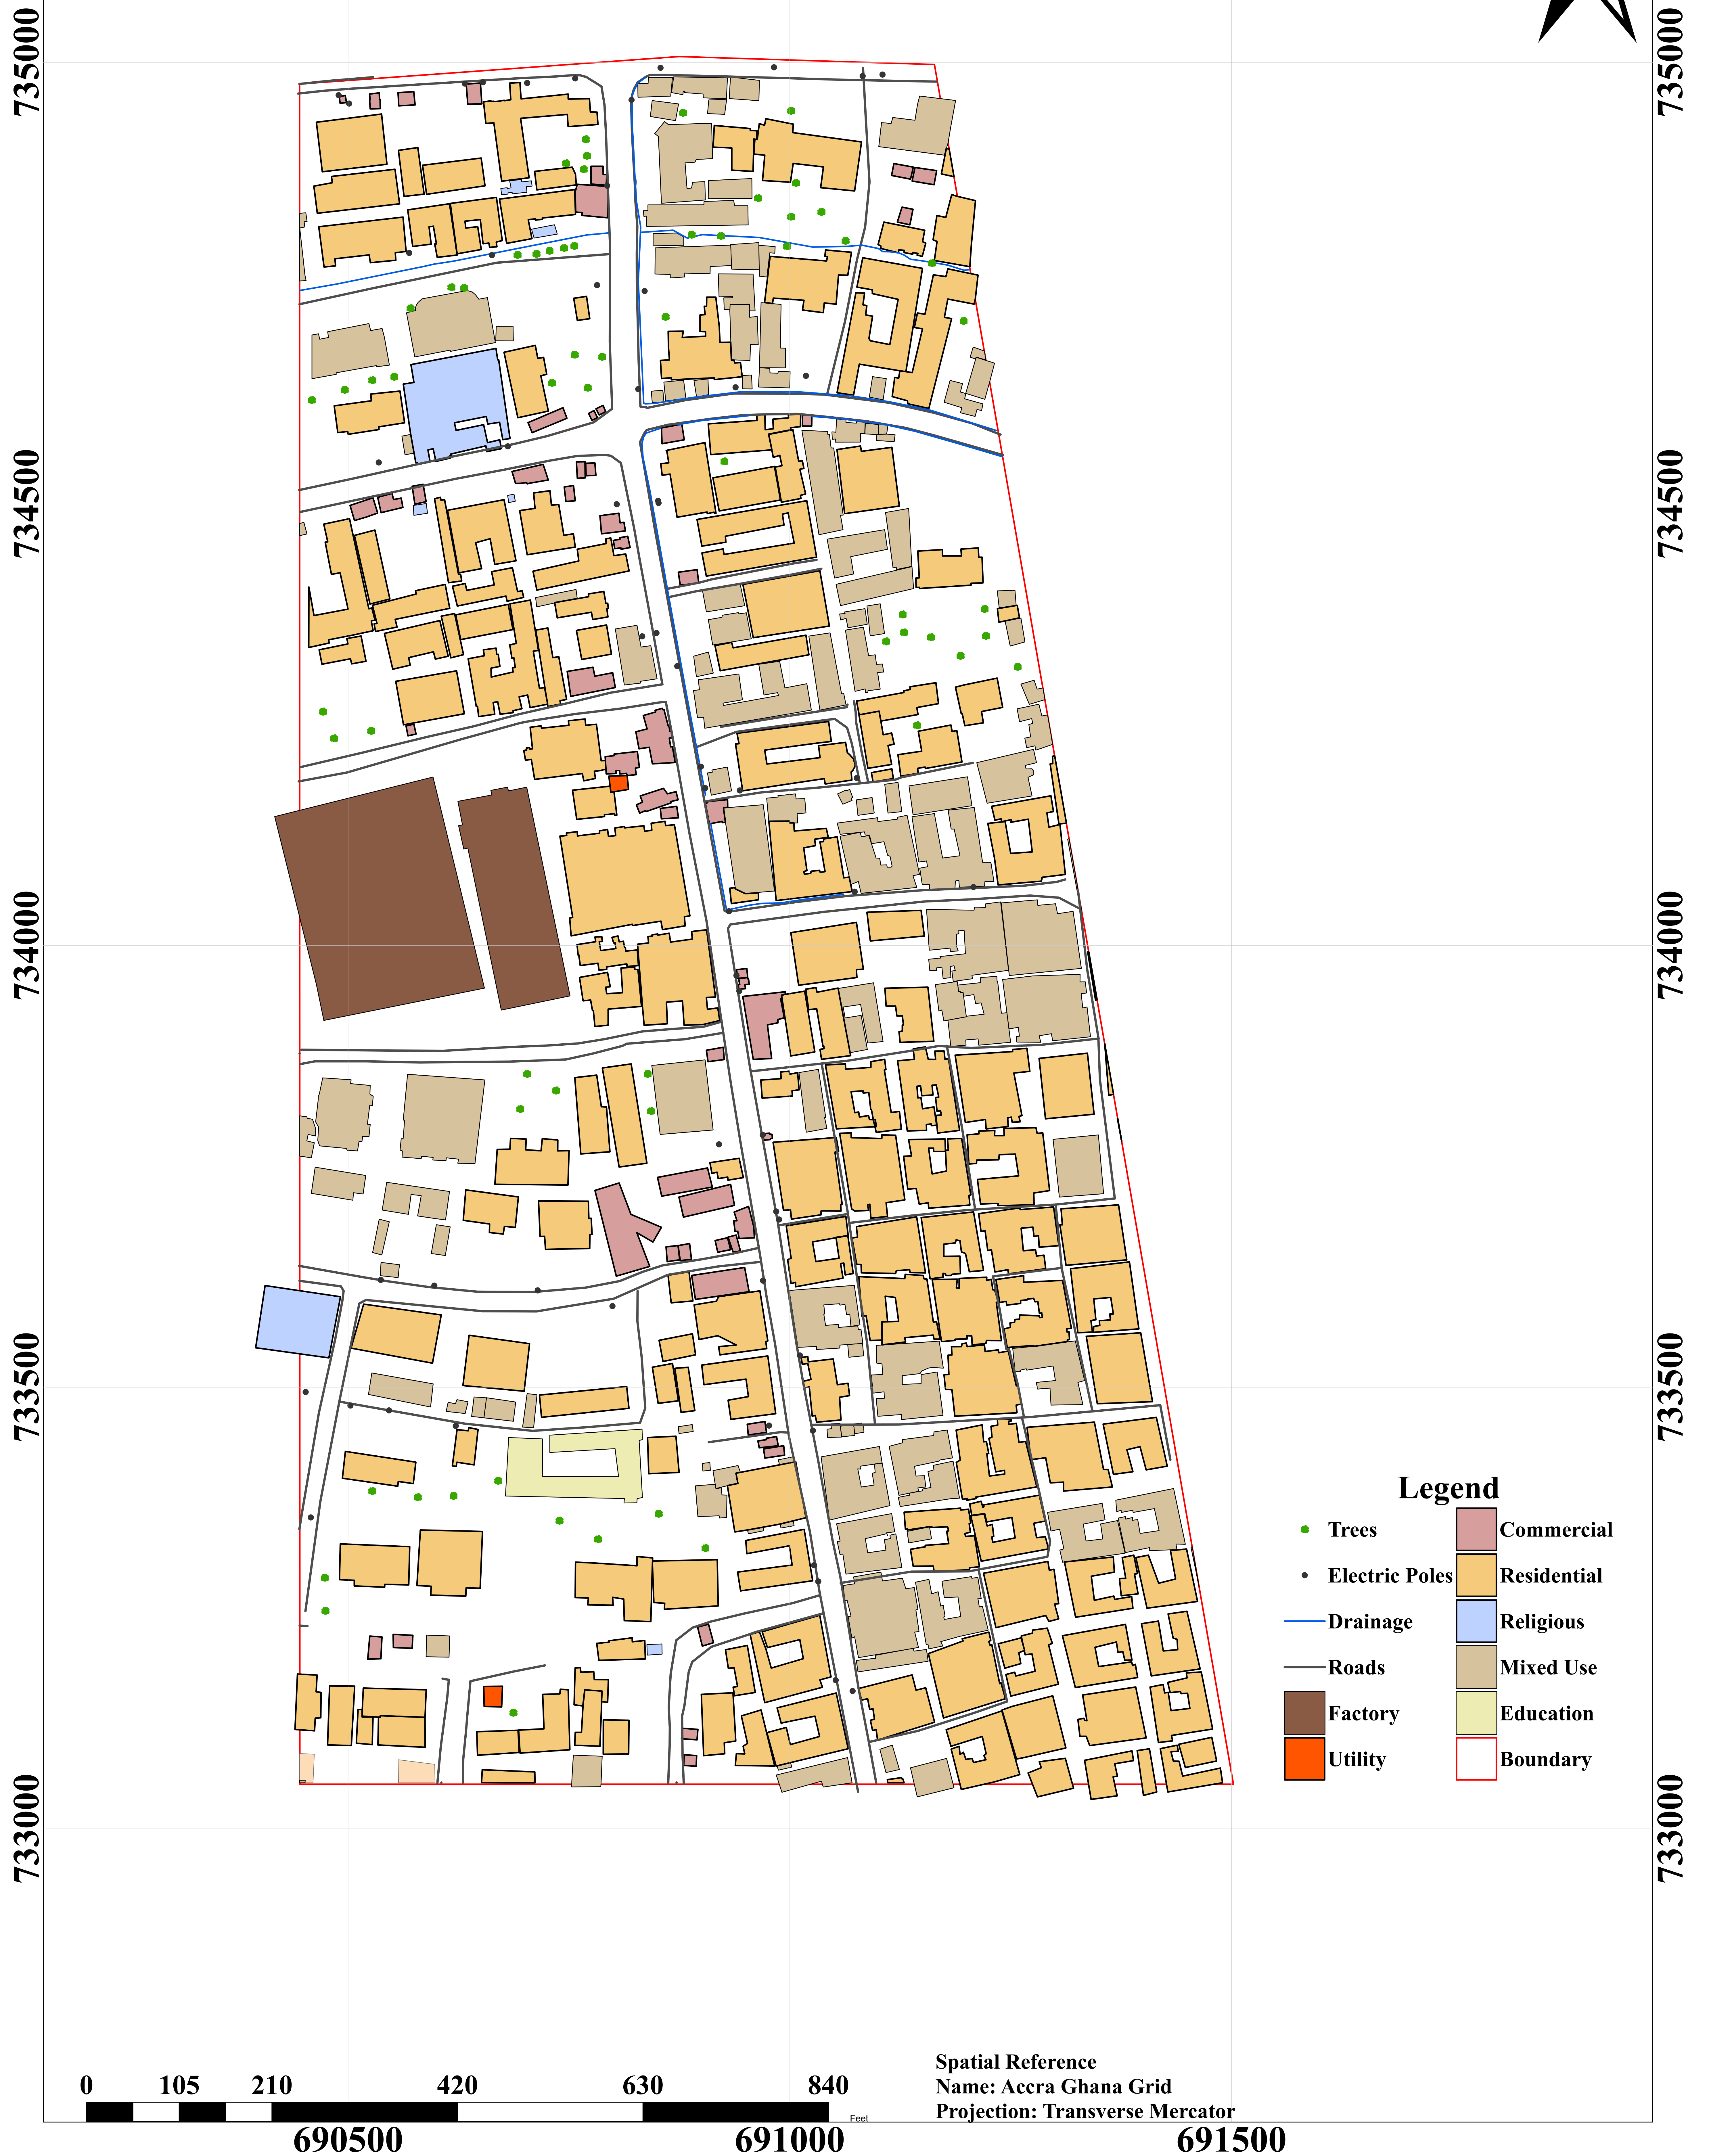 735000
735000
734500
734500
734000
734000
733500
733500
Legend
Trees
Commercial
Electric Poles
Residential
Drainage
Religious
Roads
Mixed Use
Factory
Education
Utility
Boundary
733000
733000
0 105 210 420 630 840
Feet
Spatial Reference
Name: Accra Ghana Grid
Projection: Transverse Mercator
690500 691000 691500